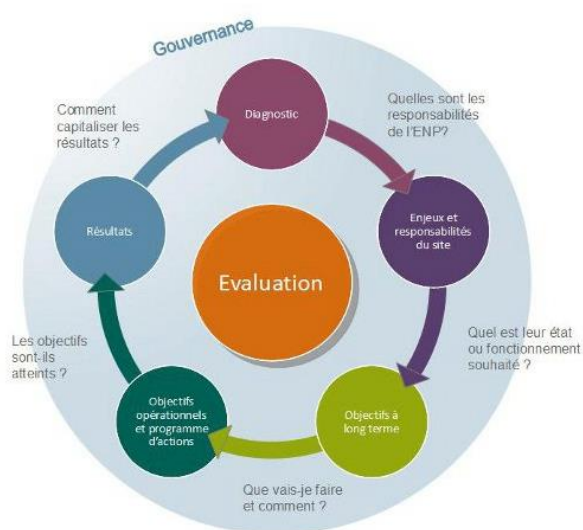 Gouvernance
Diagnostic
Quelles sont les
responsabilités
de l'ENP?
Enjeux et
responsabilités
du site
Quel est leur état
ou fonctionnement
souhaité ?
Objectifs à
long terme
Que vais-je faire
et comment ?
Objectifs
opérationnels
et programme
d'actions
Les objectifs
sont-ils
atteints ?
Résultats
Comment
capitaliser les
résultats ?
Evaluation